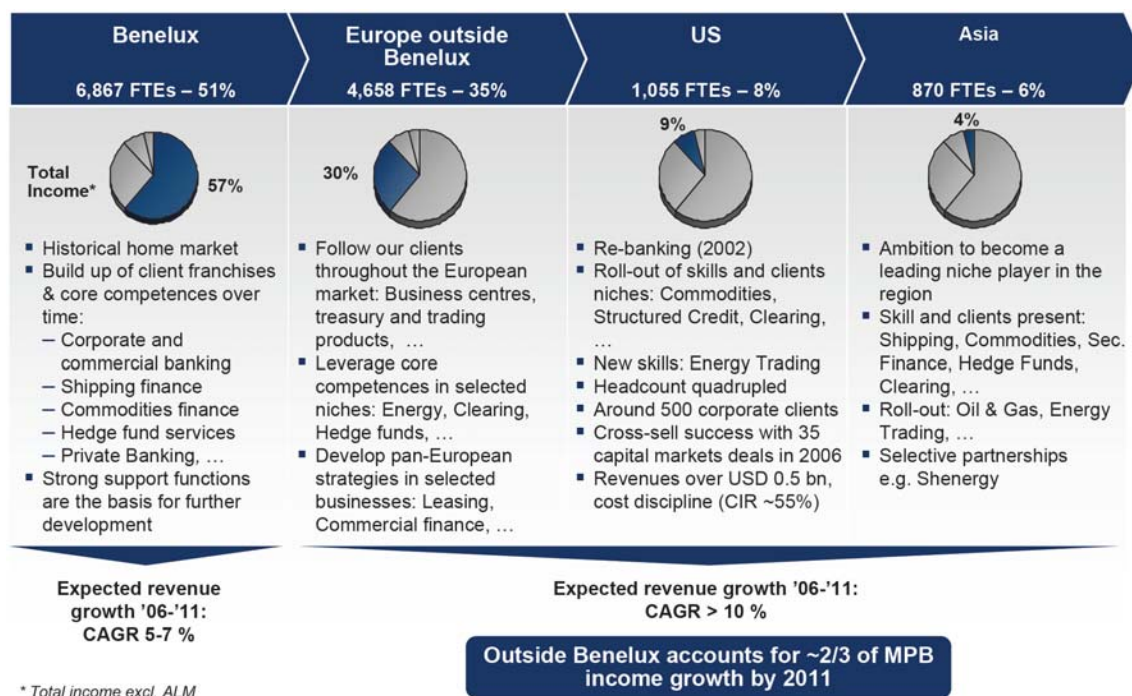 Benelux
6,867 FTEs – 51%
Europe outside
Benelux
4,658 FTEs – 35%
US
1,055 FTEs – 8%
Asia
870 FTEs – 6%
Total
Income*
57%
30%
9%
4%
▪ Historical home market
▪ Build up of client franchises
& core competences over
time:
– Corporate and
commercial banking
– Shipping finance
– Commodities finance
– Hedge fund services
– Private Banking, …
▪ Strong support functions
are the basis for further
development
▪ Follow our clients
throughout the European
market: Business centres,
treasury and trading
products, …
▪ Leverage core
competences in selected
niches: Energy, Clearing,
Hedge funds, …
▪ Develop pan-European
strategies in selected
businesses: Leasing,
Commercial finance, …
▪ Re-banking (2002)
▪ Roll-out of skills and clients
niches: Commodities,
Structured Credit, Clearing,
…
▪ New skills: Energy Trading
▪ Headcount quadrupled
▪ Around 500 corporate clients
▪ Cross-sell success with 35
capital markets deals in 2006
▪ Revenues over USD 0.5 bn,
cost discipline (CIR ~55%)
▪ Ambition to become a
leading niche player in the
region
▪ Skill and clients present:
Shipping, Commodities, Sec.
Finance, Hedge Funds,
Clearing, …
▪ Roll-out: Oil & Gas, Energy
Trading, …
▪ Selective partnerships
e.g. Shenergy
Expected revenue
growth ’06-’11:
CAGR 5-7 %
Expected revenue growth ’06-’11:
CAGR > 10 %
Outside Benelux accounts for ~2/3 of MPB
income growth by 2011
* Total income excl. ALM